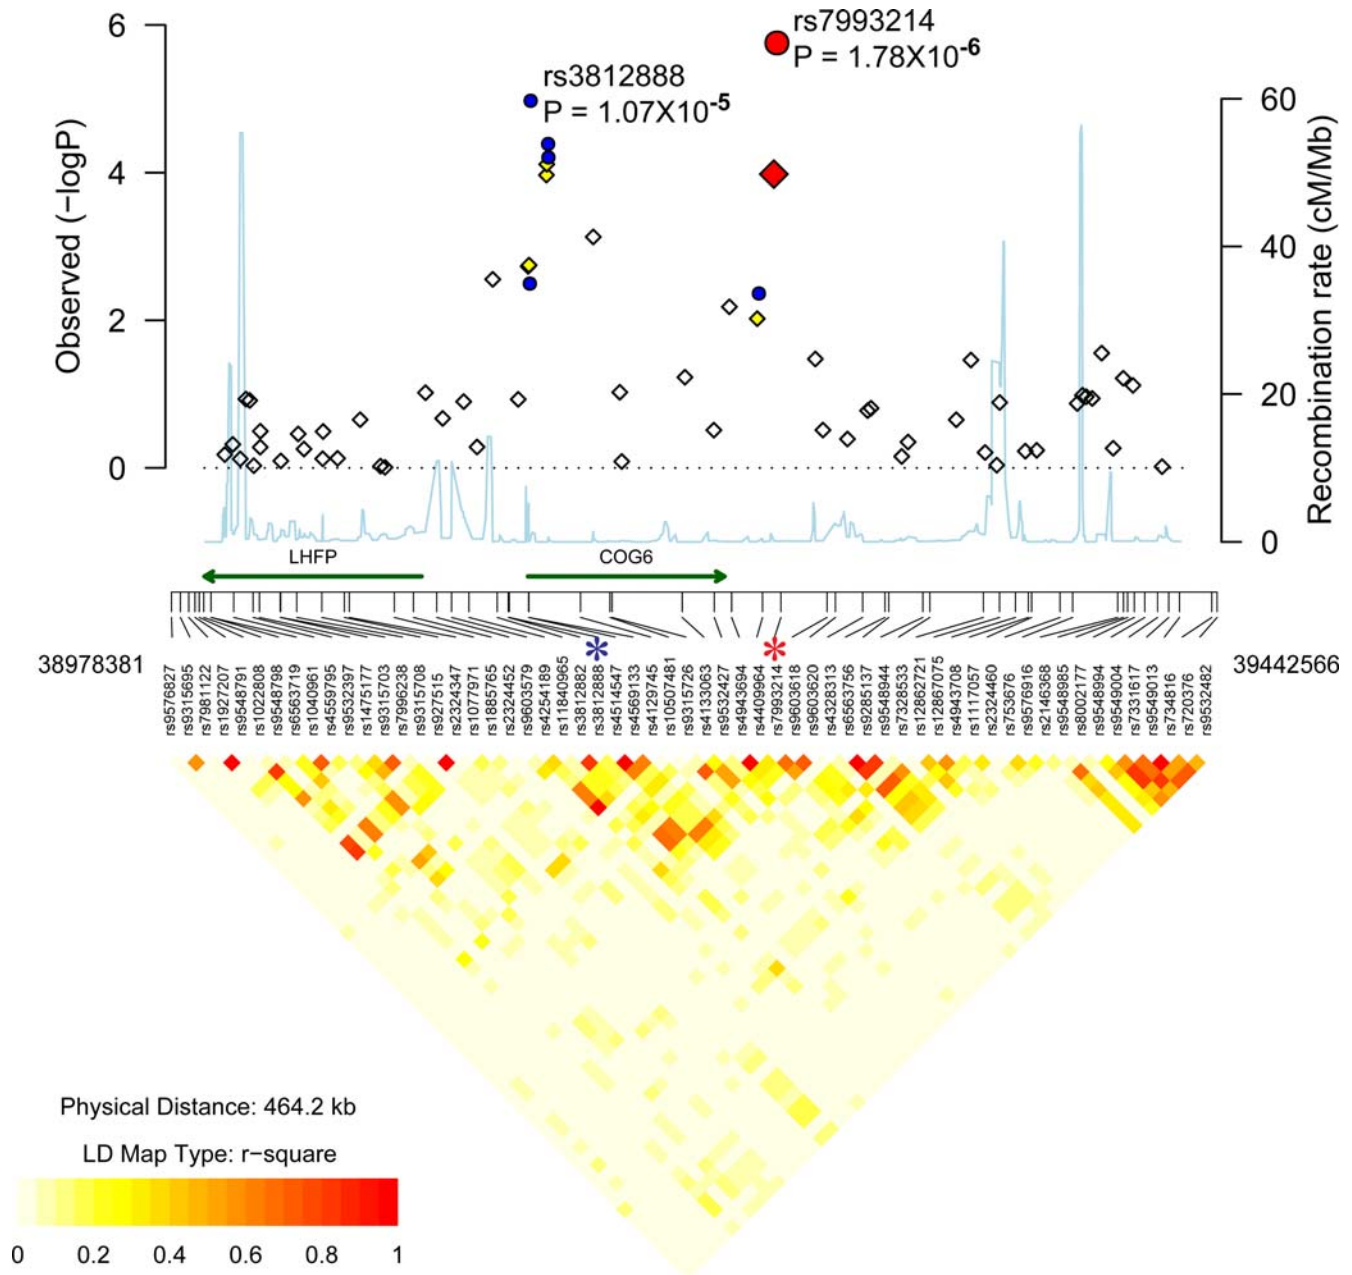 6
rs7993214
P = 1.78X10-6
rs3812888
P = 1.07X10-5
60
Observed (−logP)
Recombination rate (cM/Mb)
4
40
2
20
0
0
LHFP
COG6
*
*
38978381
39442566
rs9576827
rs9315695
rs7981122
rs1927207
rs9548791
rs1022808
rs9548798
rs6563719
rs1040961
rs4559795
rs9532397
rs1475177
rs9315703
rs7996238
rs9315708
rs927515
rs2324347
rs1077971
rs1885765
rs2324452
rs9603579
rs4254189
rs11840965
rs3812882
rs3812888
rs4514547
rs4569133
rs4129745
rs10507481
rs9315726
rs4133063
rs9532427
rs4943694
rs4409964
rs7993214
rs9603618
rs9603620
rs4328313
rs6563756
rs9285137
rs9548944
rs7328533
rs12862721
rs12867075
rs4943708
rs1117057
rs2324460
rs753676
rs9576916
rs2146368
rs9548985
rs8002177
rs9548994
rs9549004
rs7331617
rs9549013
rs734816
rs720376
rs9532482
Physical Distance: 464.2 kb
LD Map Type: r−square
0 0.2 0.4 0.6 0.8 1